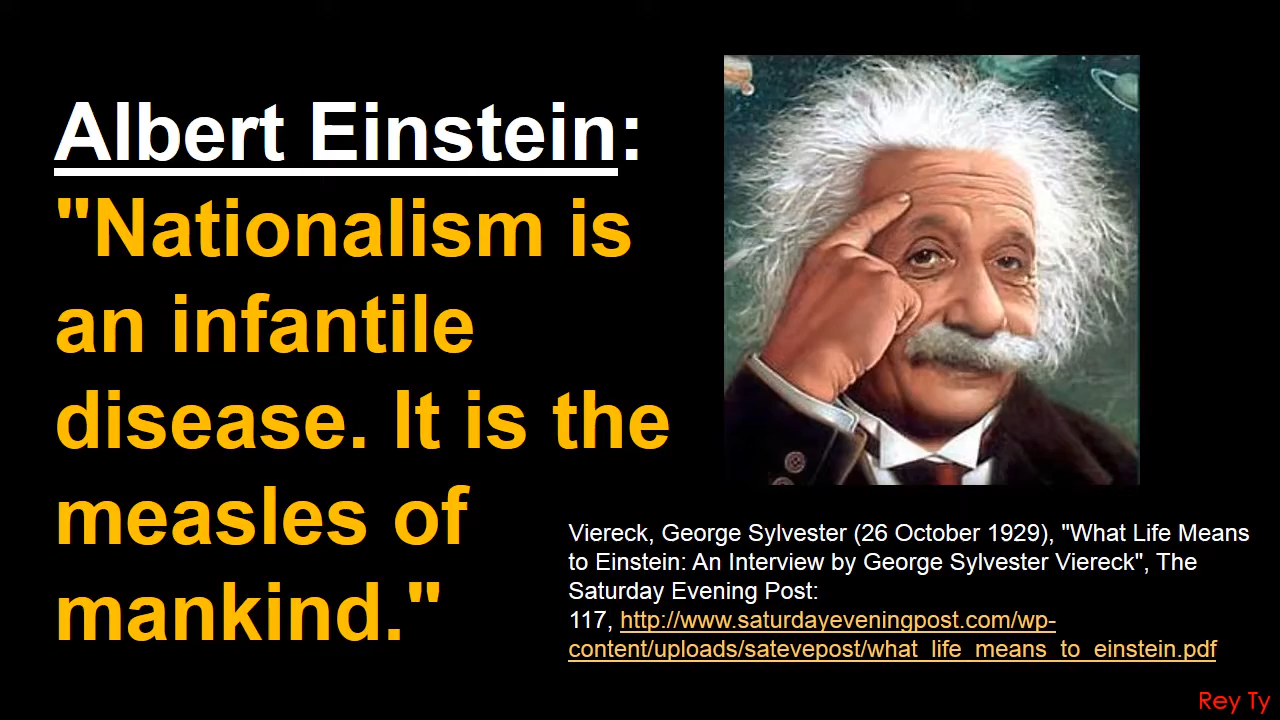 Albert Einstein:
"Nationalism is
an infantile
disease. It is the
measles of
mankind."
Viereck, George Sylvester (26 October 1929), "What Life Means
to Einstein: An Interview by George Sylvester Viereck", The
Saturday Evening Post:
117, http://www.saturdayeveningpost.com/wp-
content/uploads/satevepost/what_life_means_to_einstein.pdf
Rey Ty